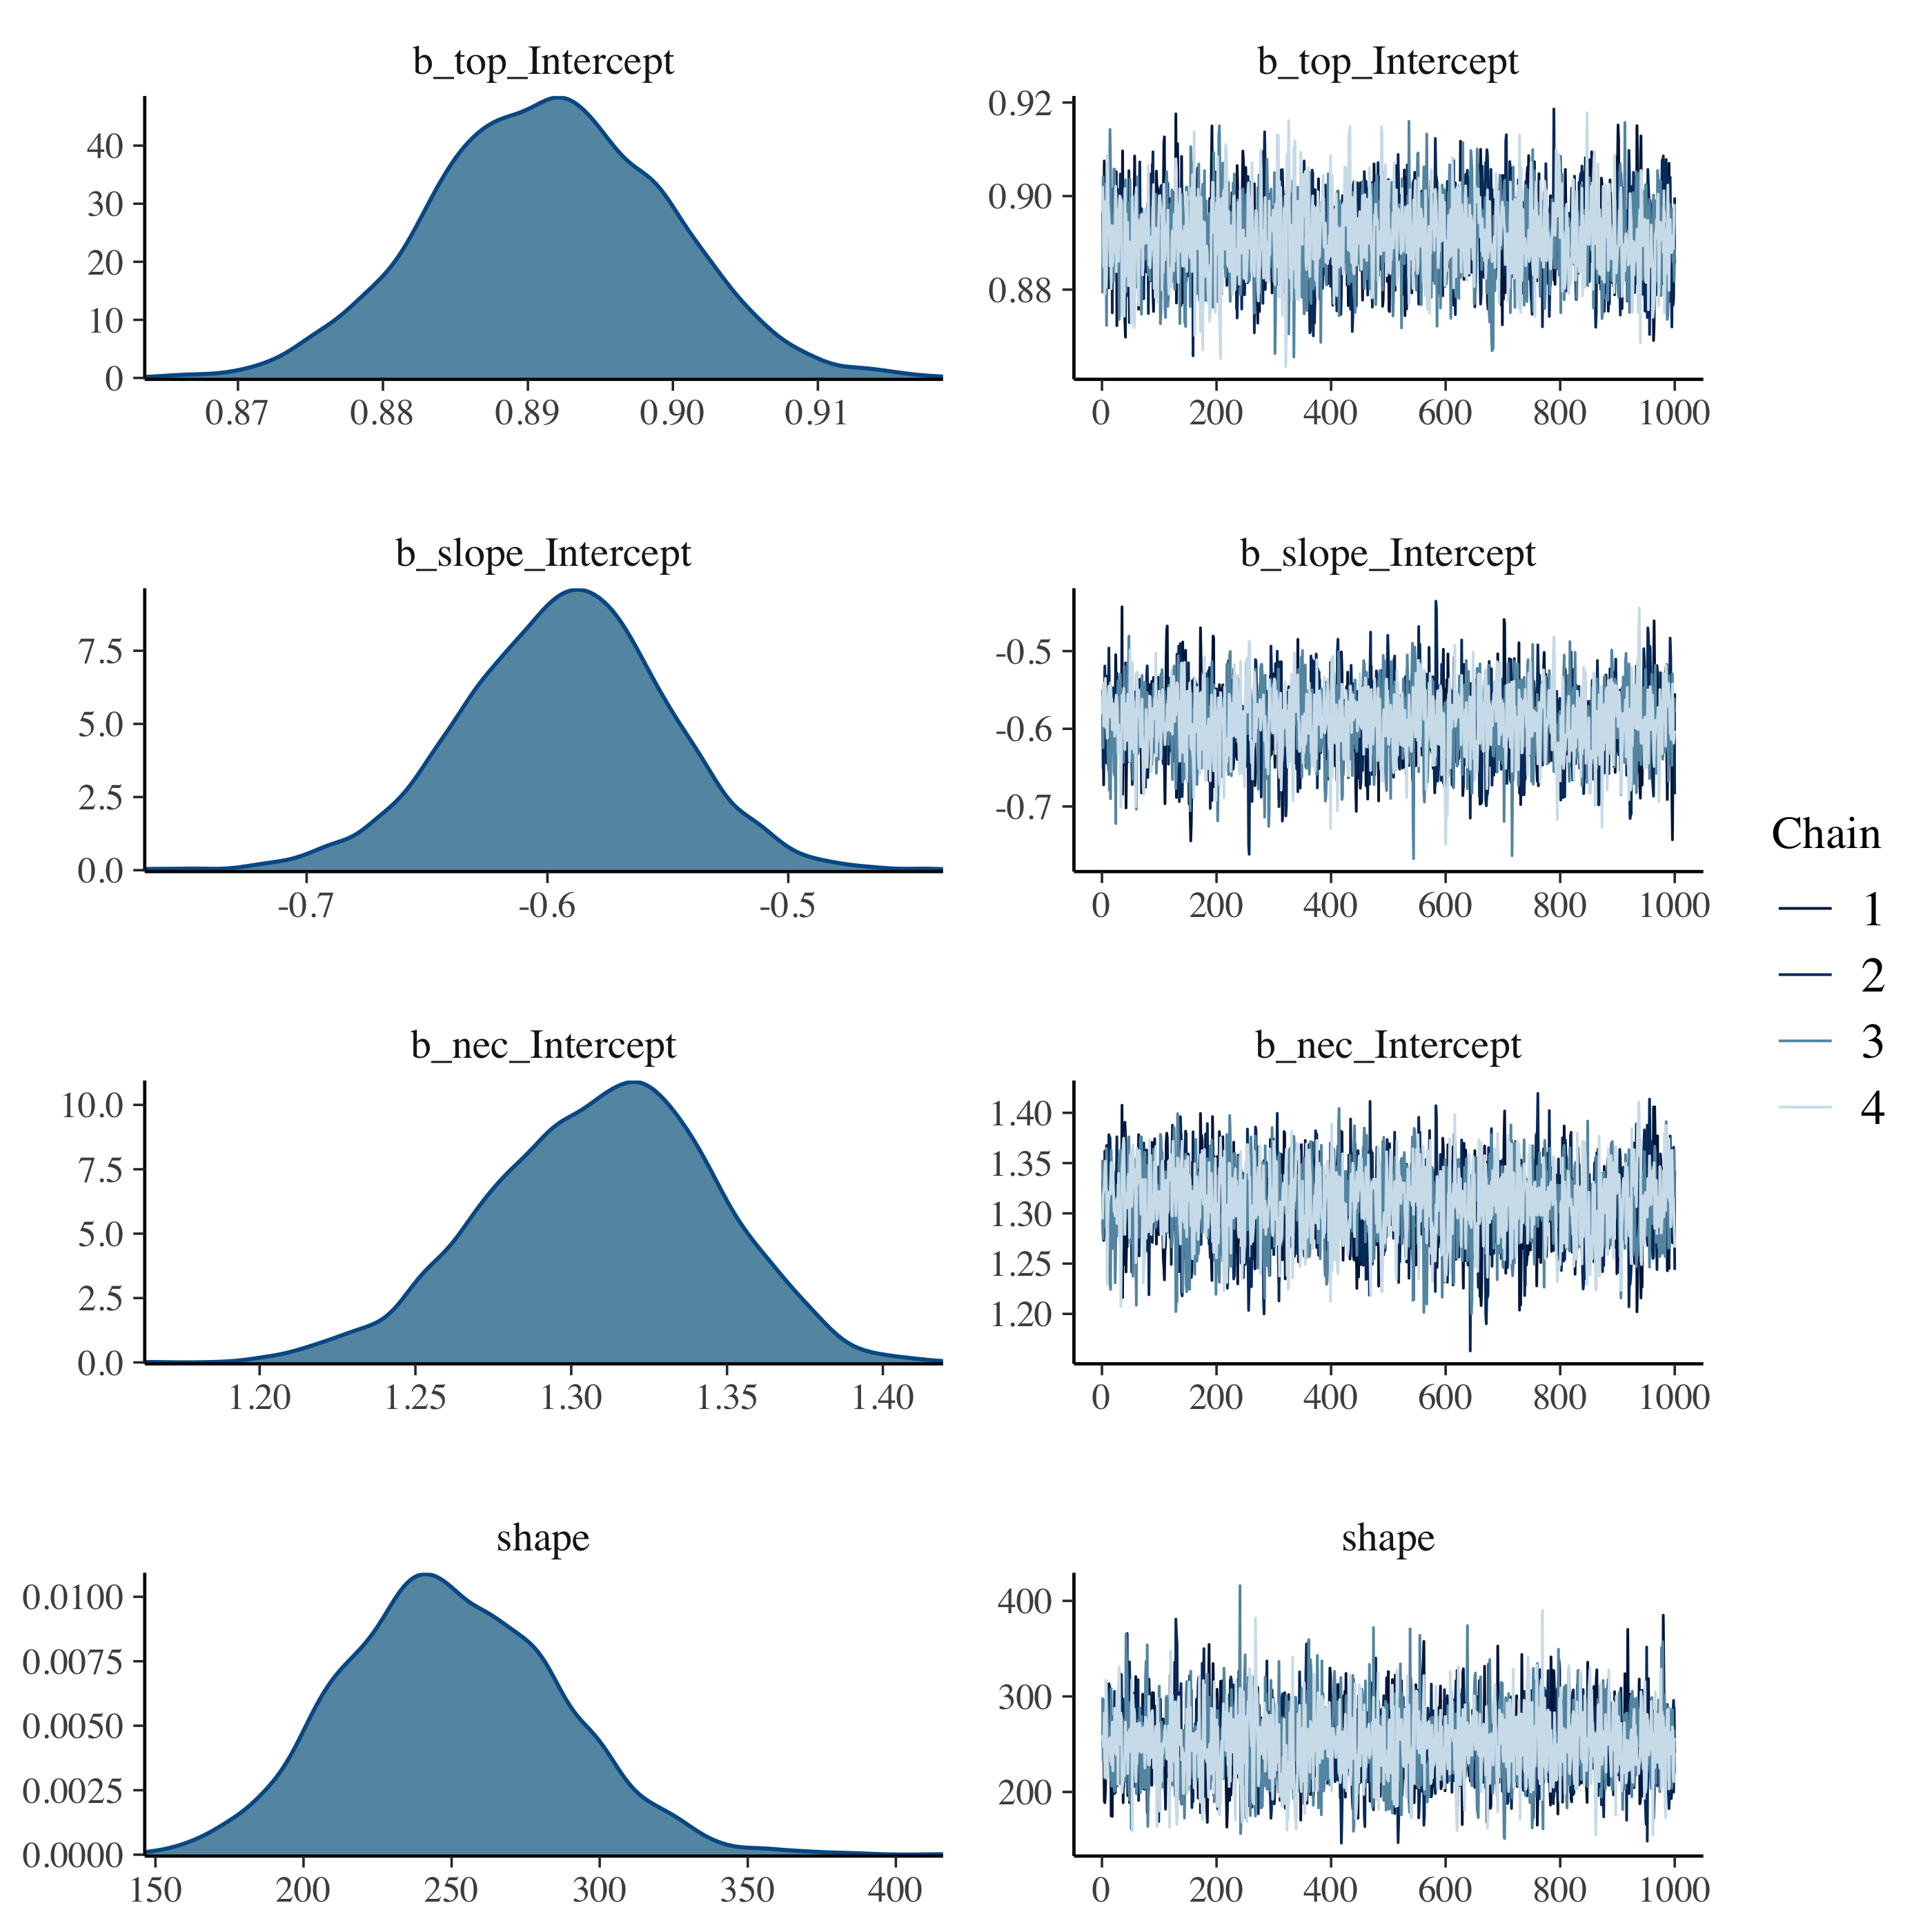 b_top_Intercept
40
30
20
10
0
0.87 0.88 0.89 0.90 0.91
b_top_Intercept
0.92
0.90
0.88
0 200 400 600 800 1000
b_slope_Intercept
7.5
5.0
2.5
0.0
-0.7 -0.6 -0.5
b_slope_Intercept
-0.5
-0.6
-0.7
0 200 400 600 800 1000
b_nec_Intercept
10.0
7.5
5.0
2.5
0.0
1.20 1.25 1.30 1.35 1.40
b_nec_Intercept
1.40
1.35
1.30
1.25
1.20
0 200 400 600 800 1000
shape
0.0100
0.0075
0.0050
0.0025
0.0000
150 200 250 300 350 400
shape
400
300
200
0 200 400 600 800 1000
Chain
1
2
3
4